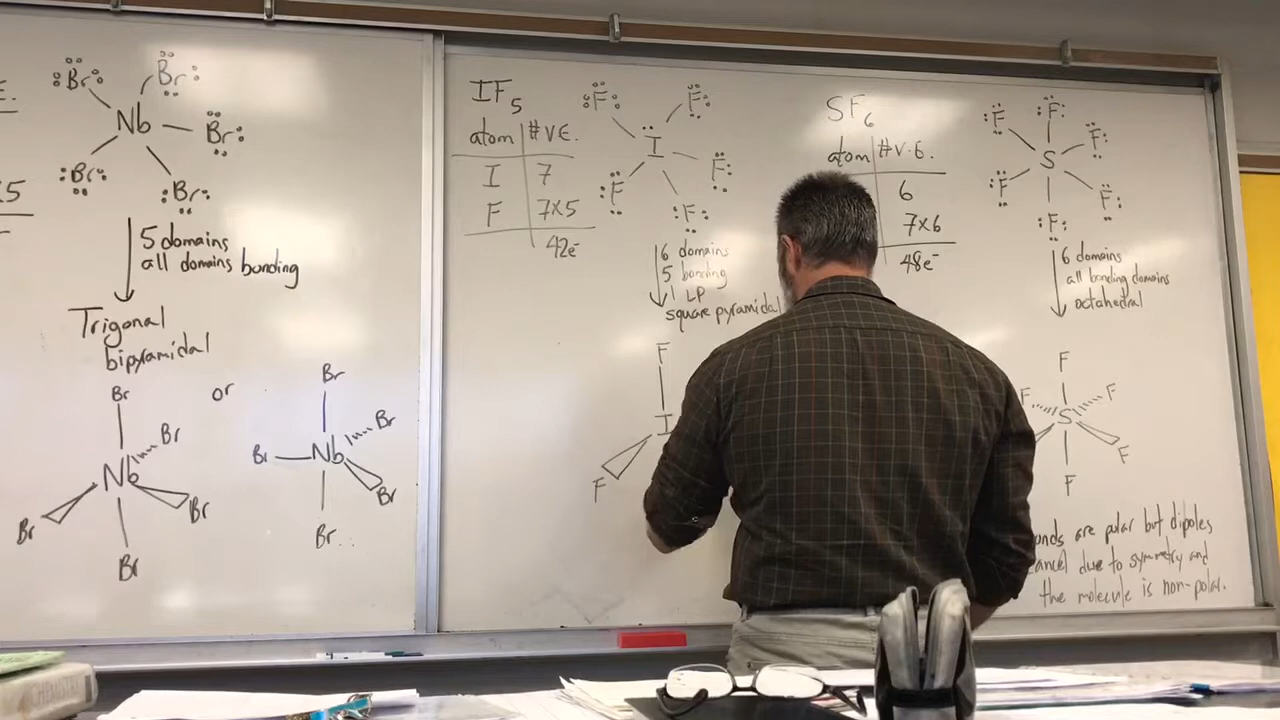 E
Br
Br
Nb
Br
Br
Br
x5
5 domains
all domains bonding
Trigonal
bipyramidal
Br
Nb
Br
Br
Br
Br
or
Br
Br
Nb
Br
Br
Br
IF5
atom #VE.
I 7
F 7x5
42e-
F
F
I
F
F
F
6 domains
5 bonding
1 LP
square pyramidal
F
I
F
SF6
atom #V.E.
6
7x6
48e-
F
F
F
S
F
F
F
6 domains
all bonding domains
octahedral
F
F
F
S
F
F
are polar but dipoles
due to symmetry and
the molecule is non-polar.
CHEMISTRY